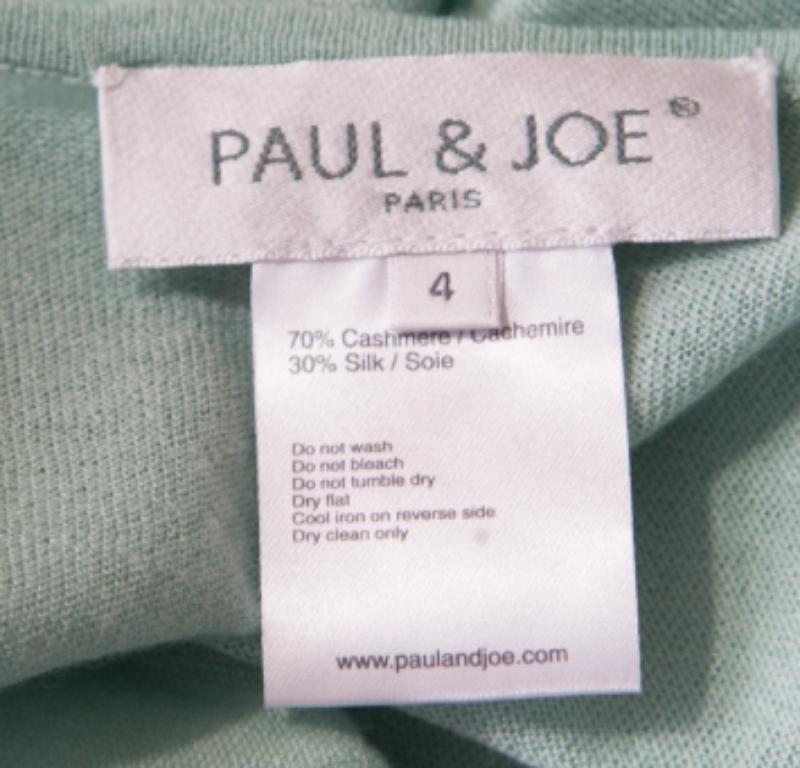 PAUL & JOE®
PARIS
4
70% Cashmere / Cachemire
30% Silk / Soie
Do not wash
Do not bleach
Do not tumble dry
Dry flat
Cool iron on reverse side
Dry clean only
www.paulandjoe.com